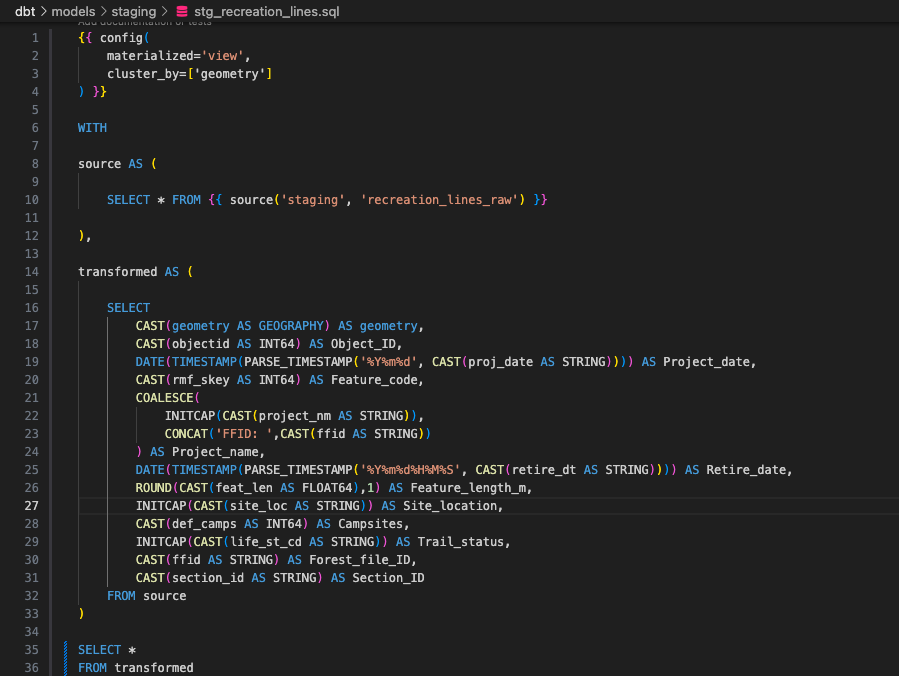 dbt > models > staging > stg_recreation_lines.sql
Add documentation or tests
1 {{ config(
2     materialized='view',
3     cluster_by=['geometry']
4 ) }}
5
6 WITH
7
8 source AS (
9
10     SELECT * FROM {{ source('staging', 'recreation_lines_raw') }}
11
12 ),
13
14 transformed AS (
15
16     SELECT
17         CAST(geometry AS GEOGRAPHY) AS geometry,
18         CAST(objectid AS INT64) AS Object_ID,
19         DATE(TIMESTAMP(PARSE_TIMESTAMP('%Y%m%d', CAST(proj_date AS STRING)))) AS Project_date,
20         CAST(rmf_skey AS INT64) AS Feature_code,
21         COALESCE(
22             INITCAP(CAST(project_nm AS STRING)),
23             CONCAT('FFID: ',CAST(ffid AS STRING))
24         ) AS Project_name,
25         DATE(TIMESTAMP(PARSE_TIMESTAMP('%Y%m%d%H%M%S', CAST(retire_dt AS STRING)))) AS Retire_date,
26         ROUND(CAST(feat_len AS FLOAT64),1) AS Feature_length_m,
27         INITCAP(CAST(site_loc AS STRING)) AS Site_location,
28         CAST(def_camps AS INT64) AS Campsites,
29         INITCAP(CAST(life_st_cd AS STRING)) AS Trail_status,
30         CAST(ffid AS STRING) AS Forest_file_ID,
31         CAST(section_id AS STRING) AS Section_ID
32     FROM source
33 )
34
35 SELECT *
36 FROM transformed